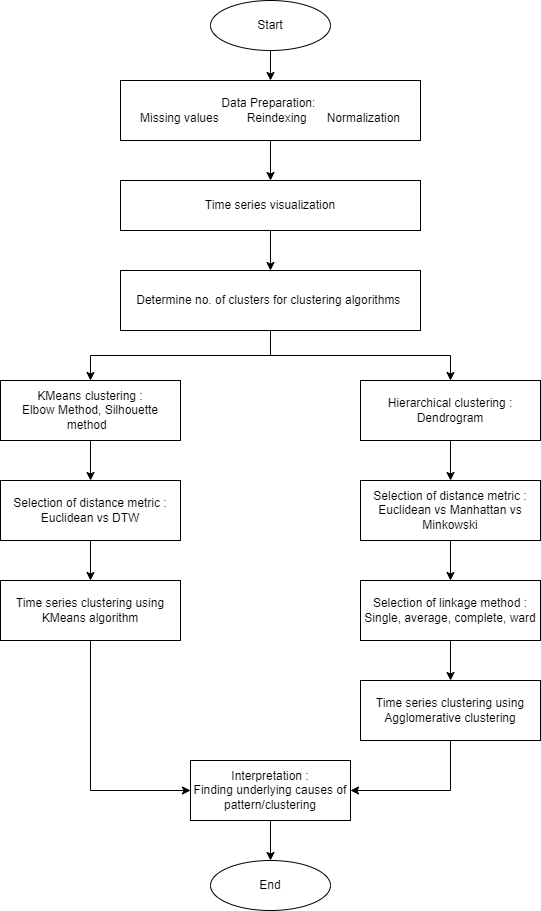 Start
Data Preparation:
Missing values Reindexing Normalization
Time series visualization
Determine no. of clusters for clustering algorithms
KMeans clustering :
Elbow Method, Silhouette
method
Hierarchical clustering :
Dendrogram
Selection of distance metric :
Euclidean vs DTW
Selection of distance metric :
Euclidean vs Manhattan vs
Minkowski
Time series clustering using
KMeans algorithm
Selection of linkage method :
Single, average, complete, ward
Time series clustering using
Agglomerative clustering
Interpretation :
Finding underlying causes of
pattern/clustering
End